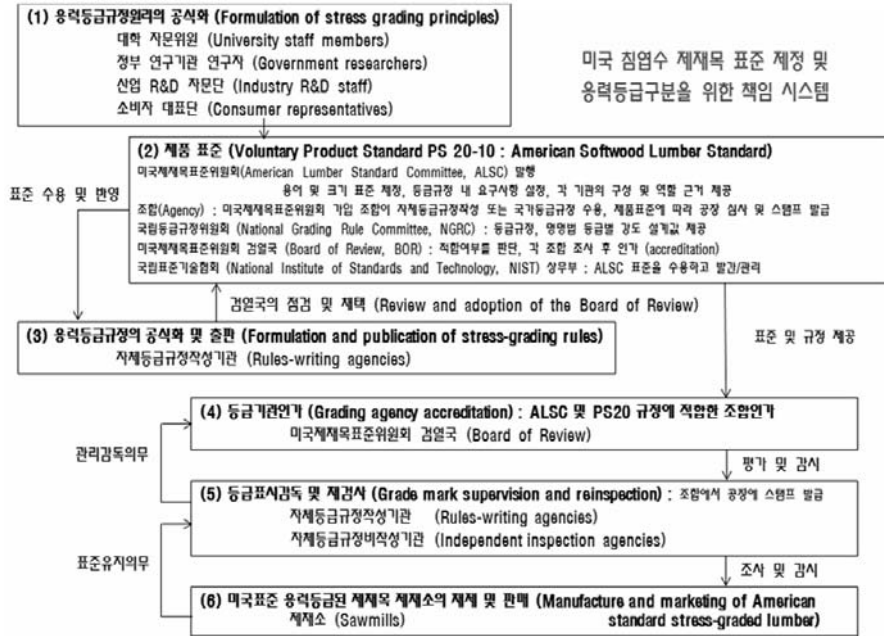 (1) 용력등급규정원리의 공식화 (Formulation of stress grading principles)
대학 자문위원 (University staff members)
정부 연구기관 연구자 (Government researchers)
산업 R&D 자문단 (Industry R&D staff)
소비자 대표단 (Consumer representatives)
미국 침엽수 제재목 표준 제정 및
용력등급구분을 위한 책임 시스템
(2) 제품 표준 (Voluntary Product Standard PS 20-10 : American Softwood Lumber Standard)
미국제재목표준위원회(American Lumber Standard Committee, ALSC) 발행
용어 및 크기 표준 제정, 등급규정 내 요구사항 설정, 각 기관의 구성 및 역할 근거 제공
조합(Agency) : 미국제재목표준위원회 가입 조합이 자체등급규정작성 또는 국가등급규정 수용, 제품표준에 따라 공장 심사 및 스탬프 발급
국립등급규정위원회 (National Grading Rule Committee, NGRC) : 등급규정, 명명법 등급별 강도 설계값 제공
미국제재목표준위원회 검열국 (Board of Review, BOR) : 적합여부를 판단, 각 조합 조사 후 인가 (accreditation)
국립표준기술협회 (National Institute of Standards and Technology, NIST) 상무부 : ALSC 표준을 수용하고 발간/관리
표준 수용 및 반영
검열국의 점검 및 채택 (Review and adoption of the Board of Review)
(3) 용력등급규정의 공식화 및 출판 (Formulation and publication of stress-grading rules)
자체등급규정작성기관 (Rules-writing agencies)
표준 및 규정 제공
(4) 등급기관인가 (Grading agency accreditation) : ALSC 및 PS20 규정에 적합한 조합인가
미국제재목표준위원회 검열국 (Board of Review)
관리감독의무
평가 및 감시
(5) 등급표시감독 및 재검사 (Grade mark supervision and reinspection) : 조합에서 공장에 스탬프 발급
자체등급규정작성기관 (Rules-writing agencies)
자체등급규정비작성기관 (Independent inspection agencies)
표준유지의무
조사 및 감시
(6) 미국표준 용력등급된 제재목 제재소의 제재 및 판매 (Manufacture and marketing of American
제재소 (Sawmills) standard stress-graded lumber)